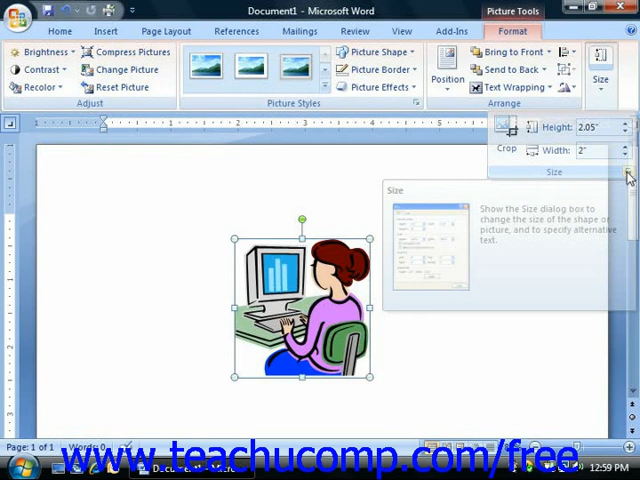 Document1 - Microsoft Word
Picture Tools
Home Insert Page Layout References Mailings Review View Add-Ins Format
Brightness Compress Pictures
Contrast Change Picture
Recolor Reset Picture
Adjust
Picture Styles
Picture Shape
Picture Border
Picture Effects
Position
Bring to Front
Send to Back
Text Wrapping
Arrange
Size
Crop
Height: 2.05"
Width: 2"
Size
Size
Show the Size dialog box to
change the size of the shape or
picture, and to specify alternative
text.
Page: 1 of 1 Words: 0
www.teachucomp.com/free
12:59 PM